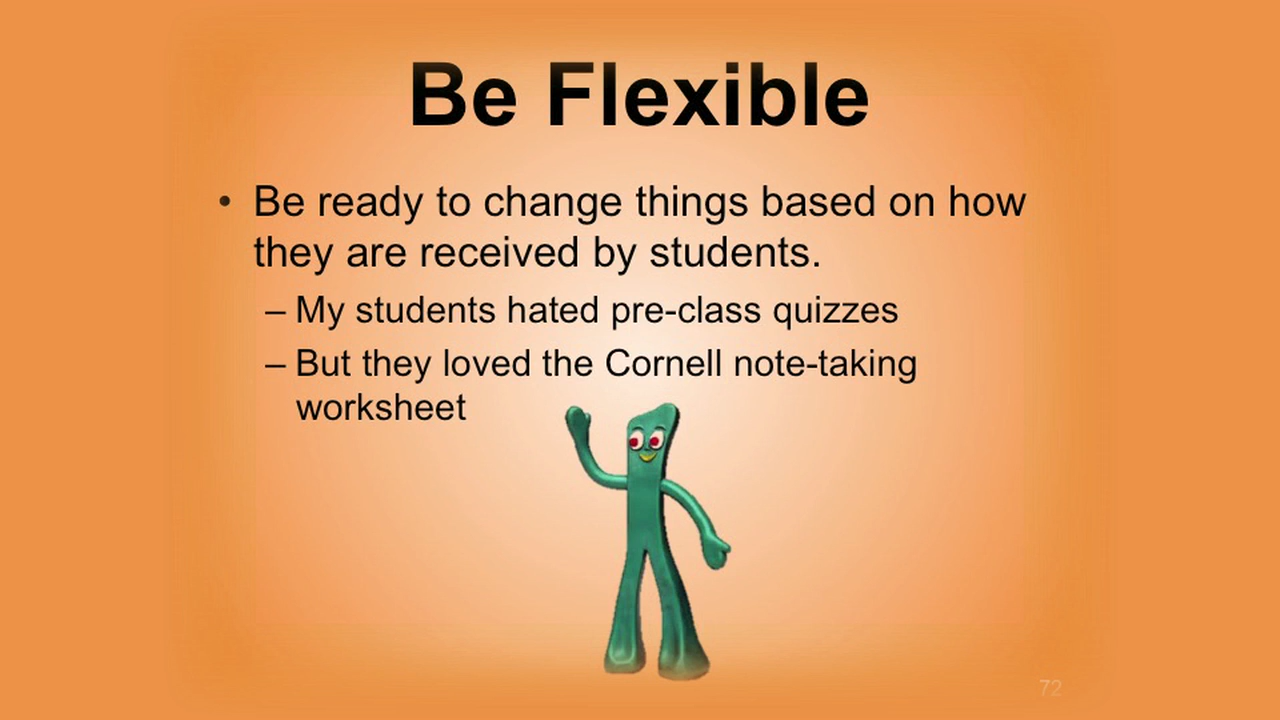 Be Flexible
• Be ready to change things based on how
they are received by students.
– My students hated pre-class quizzes
– But they loved the Cornell note-taking
worksheet
72